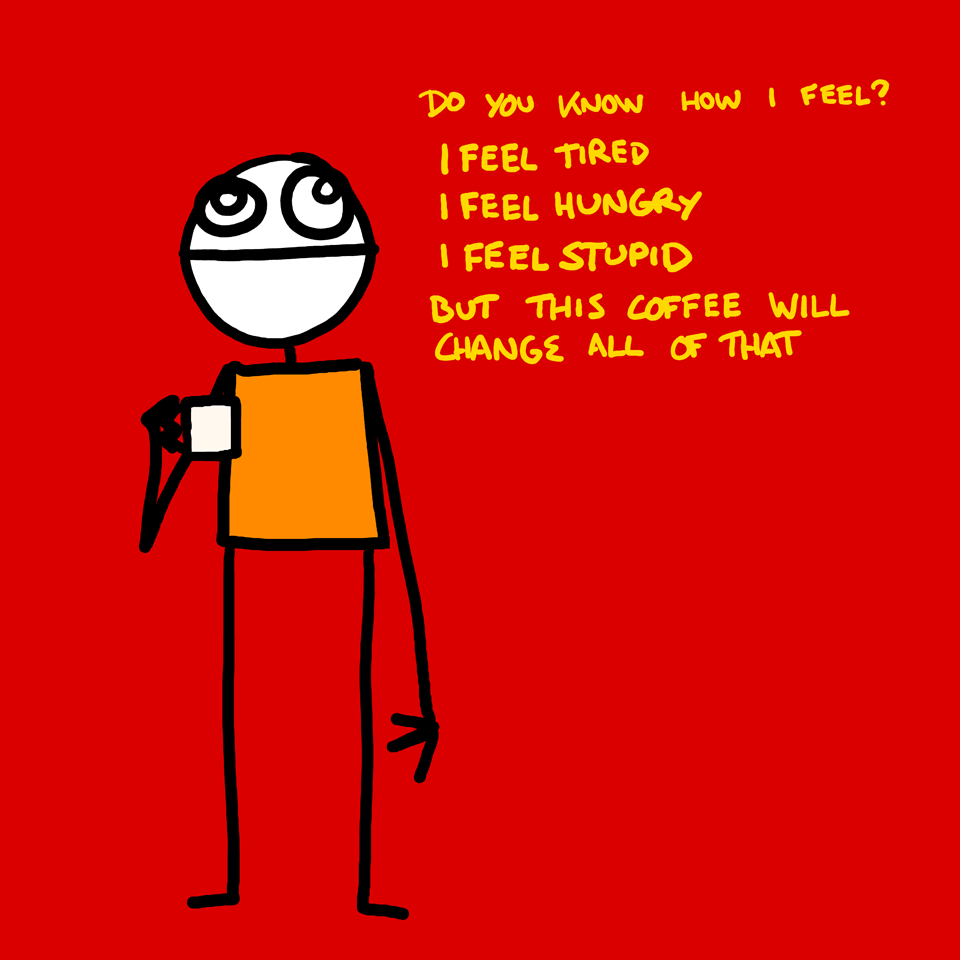 DO YOU KNOW HOW I FEEL?
I FEEL TIRED
I FEEL HUNGRY
I FEEL STUPID
BUT THIS COFFEE WILL
CHANGE ALL OF THAT